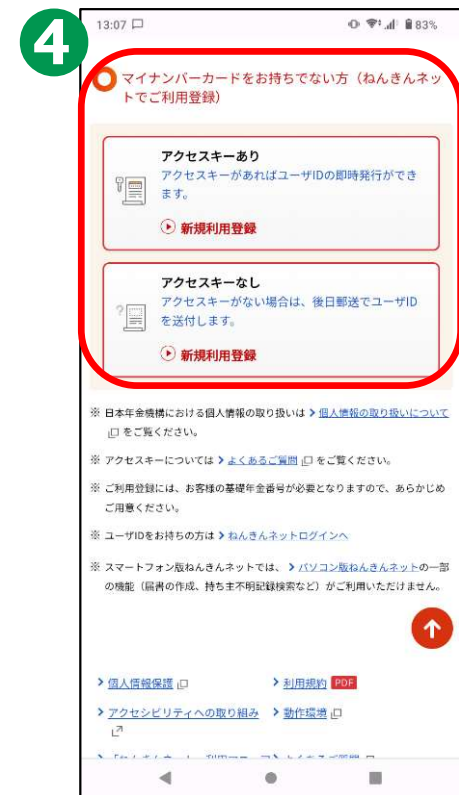 4
13:07 83%
マイナンバーカードをお持ちでない方（ねんきんネッ
トでご利用登録）
アクセスキーあり
アクセスキーがあればユーザIDの即時発行ができ
ます。
新規利用登録
アクセスキーなし
アクセスキーがない場合は、後日郵送でユーザID
を送付します。
新規利用登録
※ 日本年金機構における個人情報の取り扱いは 個人情報の取り扱いについて
をご覧ください。
※ アクセスキーについては よくあるご質問 をご覧ください。
※ ご利用登録には、お客様の基礎年金番号が必要となりますので、あらかじめ
ご用意ください。
※ ユーザIDをお持ちの方は ねんきんネットログインへ
※ スマートフォン版ねんきんネットでは、 パソコン版ねんきんネットの一部
の機能（届書の作成、持ち主不明記録検索など）がご利用いただけません。
個人情報保護 利用規約 PDF
アクセシビリティへの取り組み 動作環境